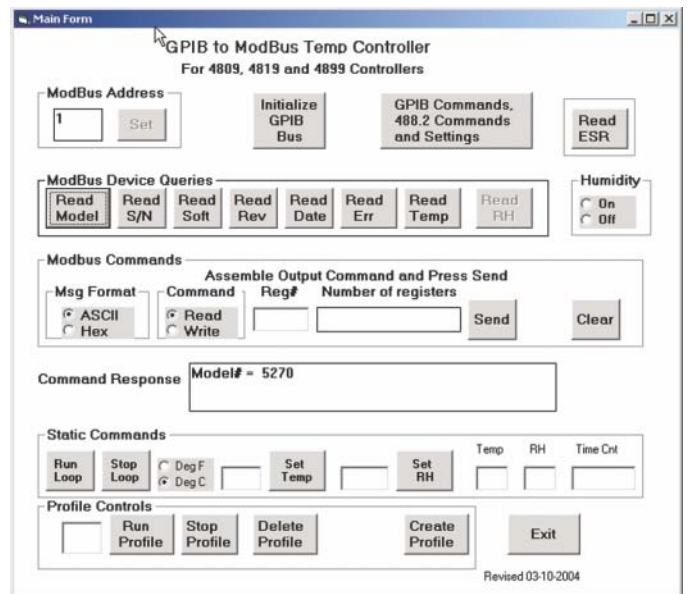 Main Form
GPIB to ModBus Temp Controller
For 4809, 4819 and 4899 Controllers
ModBus Address
1
Set
Initialize
GPIB
Bus
GPIB Commands,
488.2 Commands
and Settings
Read
ESR
ModBus Device Queries
Read
Model
Read
S/N
Read
Soft
Read
Rev
Read
Date
Read
Err
Read
Temp
Read
RH
Humidity
On
Off
Modbus Commands
Assemble Output Command and Press Send
Msg Format
ASCII
Hex
Command
Read
Write
Reg#
Number of registers
Send
Clear
Command Response
Model# = 5270
Static Commands
Run
Loop
Stop
Loop
Deg F
Deg C
Set
Temp
Set
RH
Temp
RH
Time Cnt
Profile Controls
Run
Profile
Stop
Profile
Delete
Profile
Create
Profile
Exit
Revised 03-10-2004